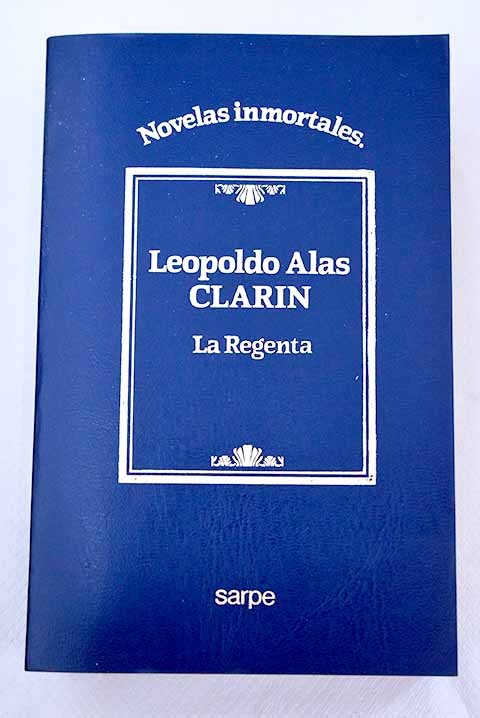 Novelas inmortales.
Leopoldo Alas
CLARIN
La Regenta
sarpe